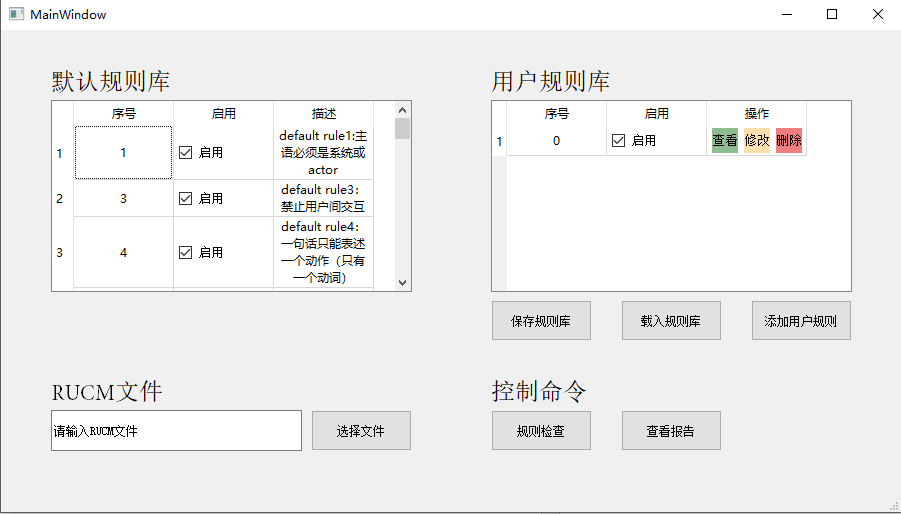 MainWindow
默认规则库
序号 启用 描述
1 1 启用 default rule1:主
语必须是系统或
actor
2 3 启用 default rule3：
禁止用户间交互
3 4 启用 default rule4：
一句话只能表述
一个动作（只有
一个动词）
用户规则库
序号 启用 操作
1 0 启用 查看 修改 删除
保存规则库 载入规则库 添加用户规则
RUCM文件
请输入RUCM文件 选择文件
控制命令
规则检查 查看报告